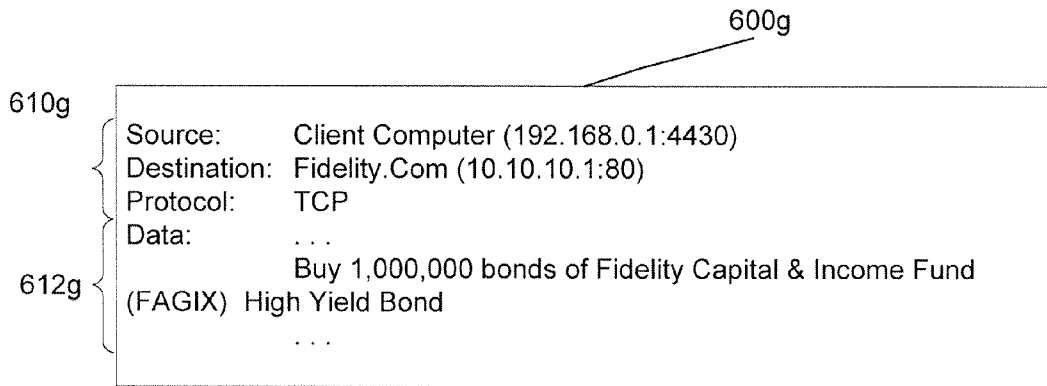 600g
610g
Source: Client Computer (192.168.0.1:4430)
Destination: Fidelity.Com (10.10.10.1:80)
Protocol: TCP
Data: . . .
Buy 1,000,000 bonds of Fidelity Capital & Income Fund
612g
(FAGIX) High Yield Bond
. . .